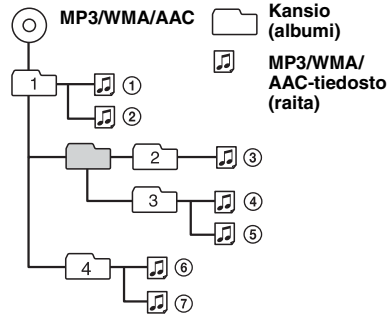 MP3/WMA/AAC
Kansio
(albumi)
MP3/WMA/
AAC-tiedosto
(raita)
1
①
②
2
③
3
④
⑤
4
⑥
⑦